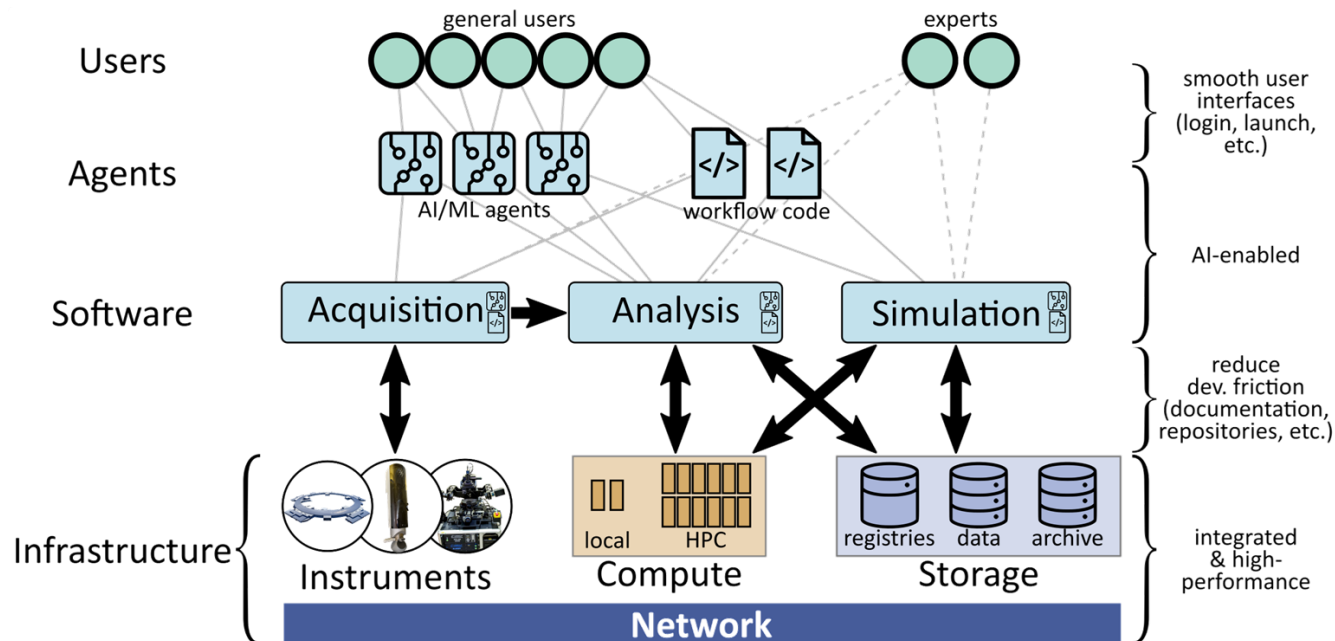 general users
experts
Users
smooth user
interfaces
(login, launch,
etc.)
Agents
</>
</>
AI/ML agents
workflow code
AI-enabled
Software
Acquisition
</>
Analysis
</>
Simulation
</>
reduce
dev. friction
(documentation,
repositories, etc.)
Infrastructure
local
HPC
registries
data
archive
Instruments
Compute
Storage
integrated
& high-
performance
Network